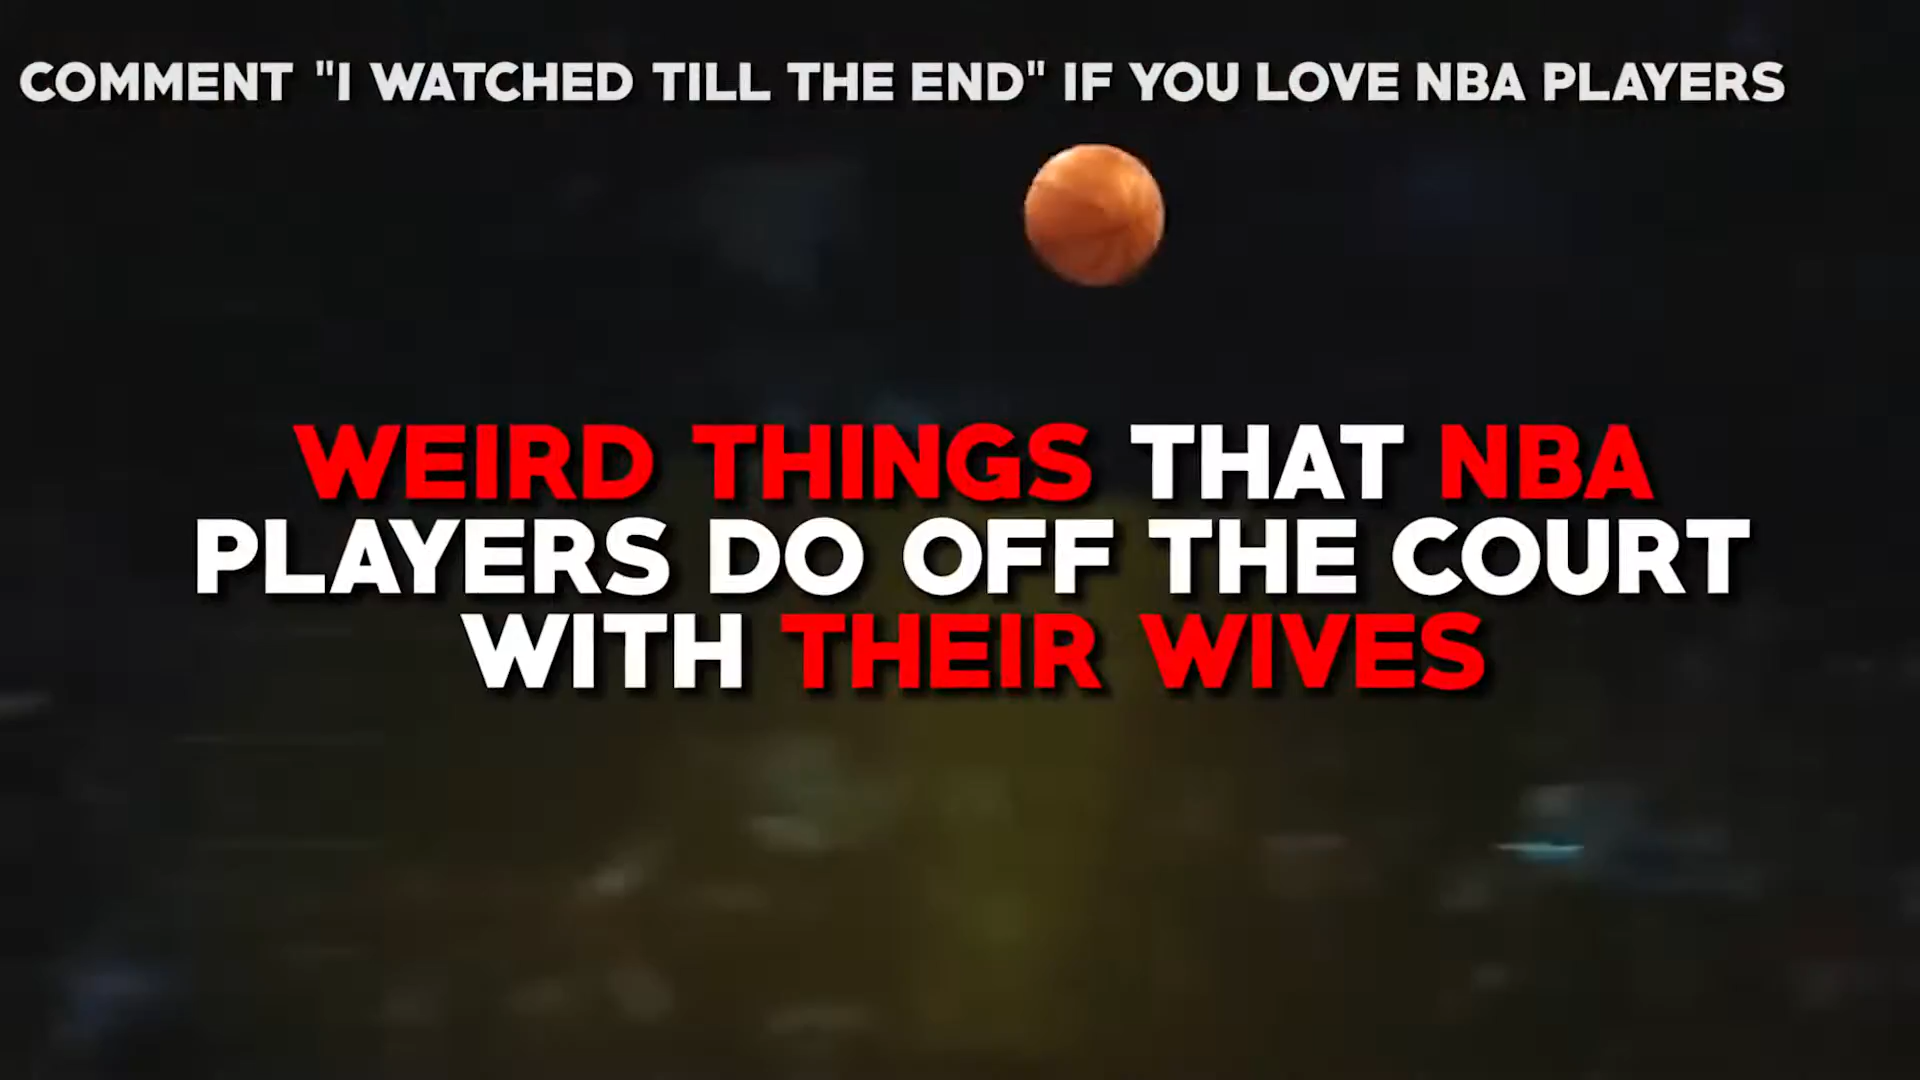 COMMENT "I WATCHED TILL THE END" IF YOU LOVE NBA PLAYERS
WEIRD THINGS THAT NBA
PLAYERS DO OFF THE COURT
WITH THEIR WIVES